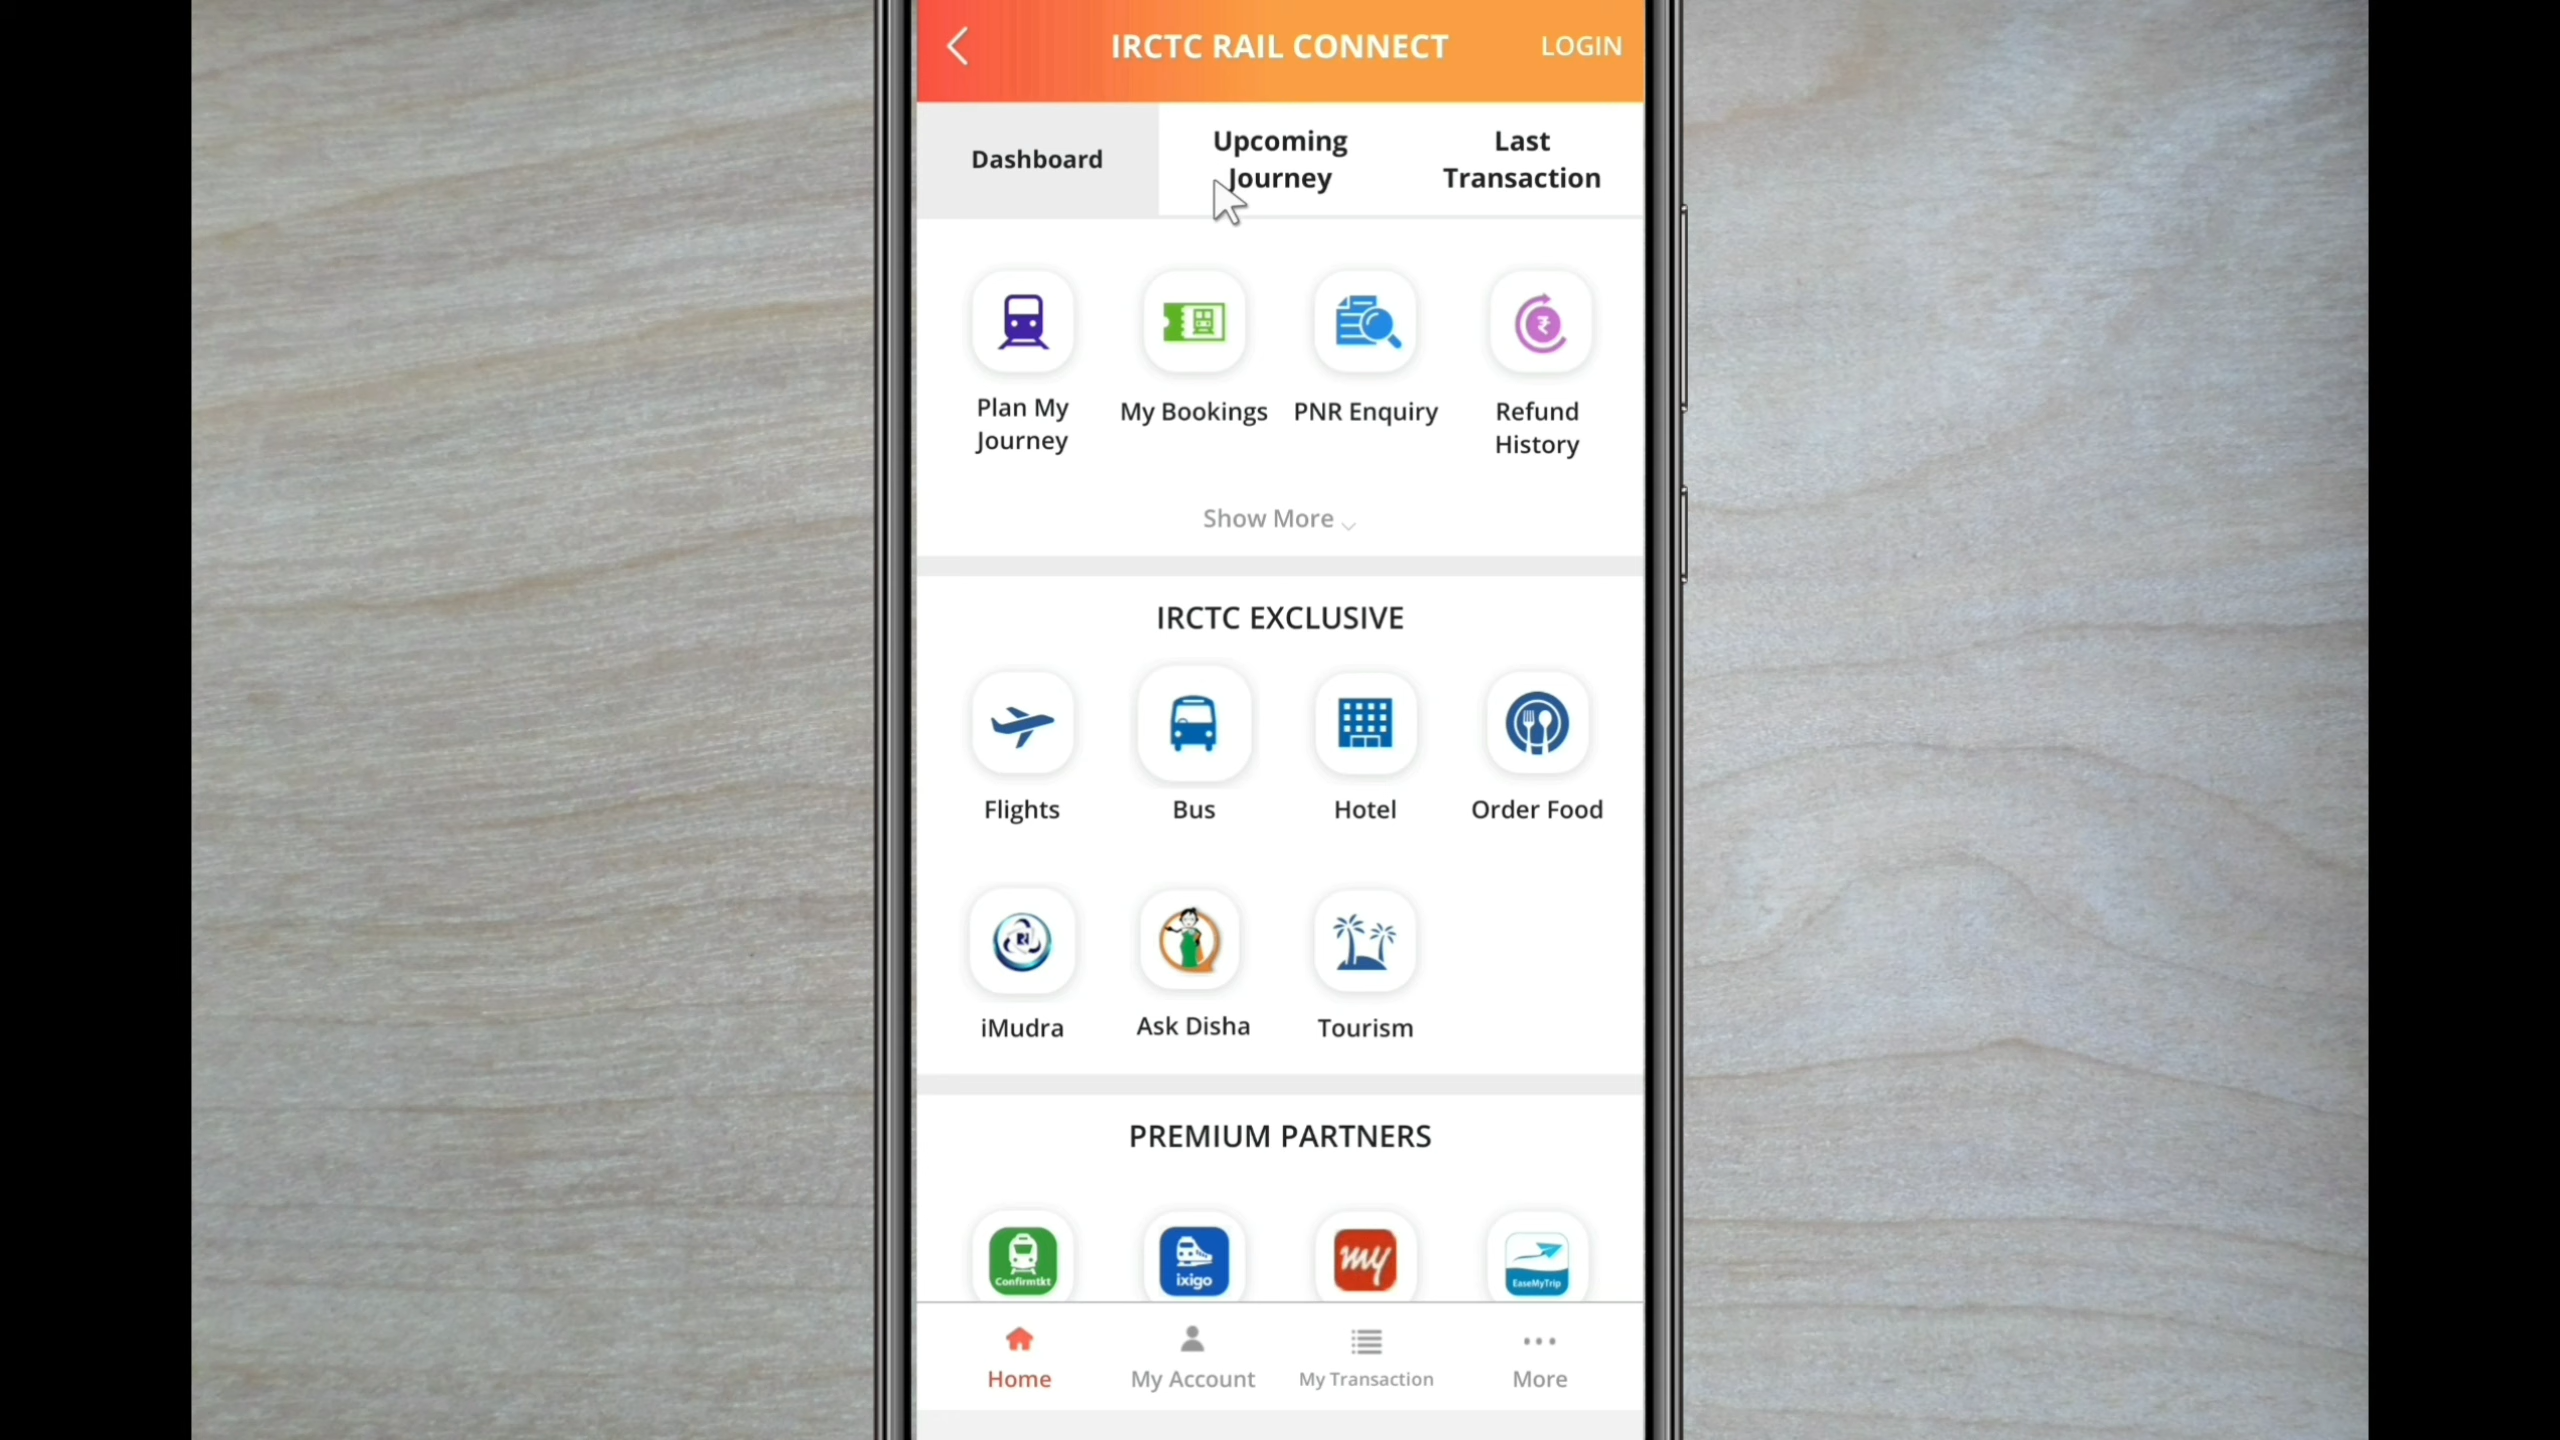 IRCTC RAIL CONNECT
LOGIN
Dashboard
Upcoming
Journey
Last
Transaction
Plan My
Journey
My Bookings
PNR Enquiry
Refund
History
Show More
IRCTC EXCLUSIVE
Flights
Bus
Hotel
Order Food
iMudra
Ask Disha
Tourism
PREMIUM PARTNERS
Confirmtkt
ixigo
my
EaseMyTrip
Home
My Account
My Transaction
More